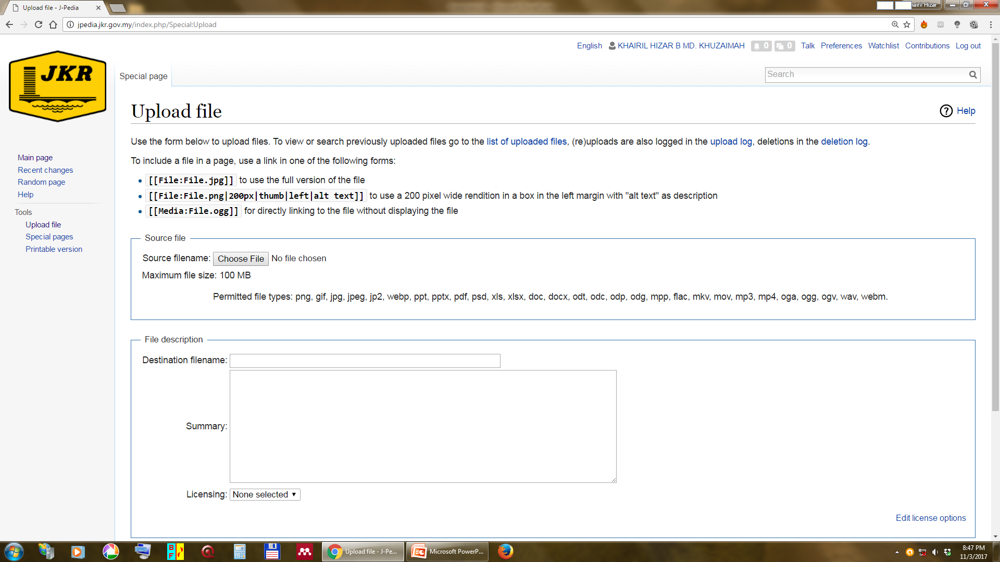 Upload file - J-Pedia
hairil Hizar
jpedia.jkr.gov.my/index.php/Special:Upload
English KHAIRIL HIZAR B MD. KHUZAIMAH 0 0 Talk Preferences Watchlist Contributions Log out
JKR
Special page
Search
Upload file
Help
Use the form below to upload files. To view or search previously uploaded files go to the list of uploaded files, (re)uploads are also logged in the upload log, deletions in the deletion log.
To include a file in a page, use a link in one of the following forms:
[[File:File.jpg]] to use the full version of the file
[[File:File.png|200px|thumb|left|alt text]] to use a 200 pixel wide rendition in a box in the left margin with "alt text" as description
[[Media:File.ogg]] for directly linking to the file without displaying the file
Main page
Recent changes
Random page
Help
Tools
Upload file
Special pages
Printable version
Source file
Source filename: Choose File No file chosen
Maximum file size: 100 MB
Permitted file types: png, gif, jpg, jpeg, jp2, webp, ppt, pptx, pdf, psd, xls, xlsx, doc, docx, odt, odc, odp, odg, mpp, flac, mkv, mov, mp3, mp4, oga, ogg, ogv, wav, webm.
File description
Destination filename:
Summary:
Licensing: None selected
Edit license options
B F
Upload file - J-Pe...
Microsoft PowerP...
8:47 PM
11/3/2017